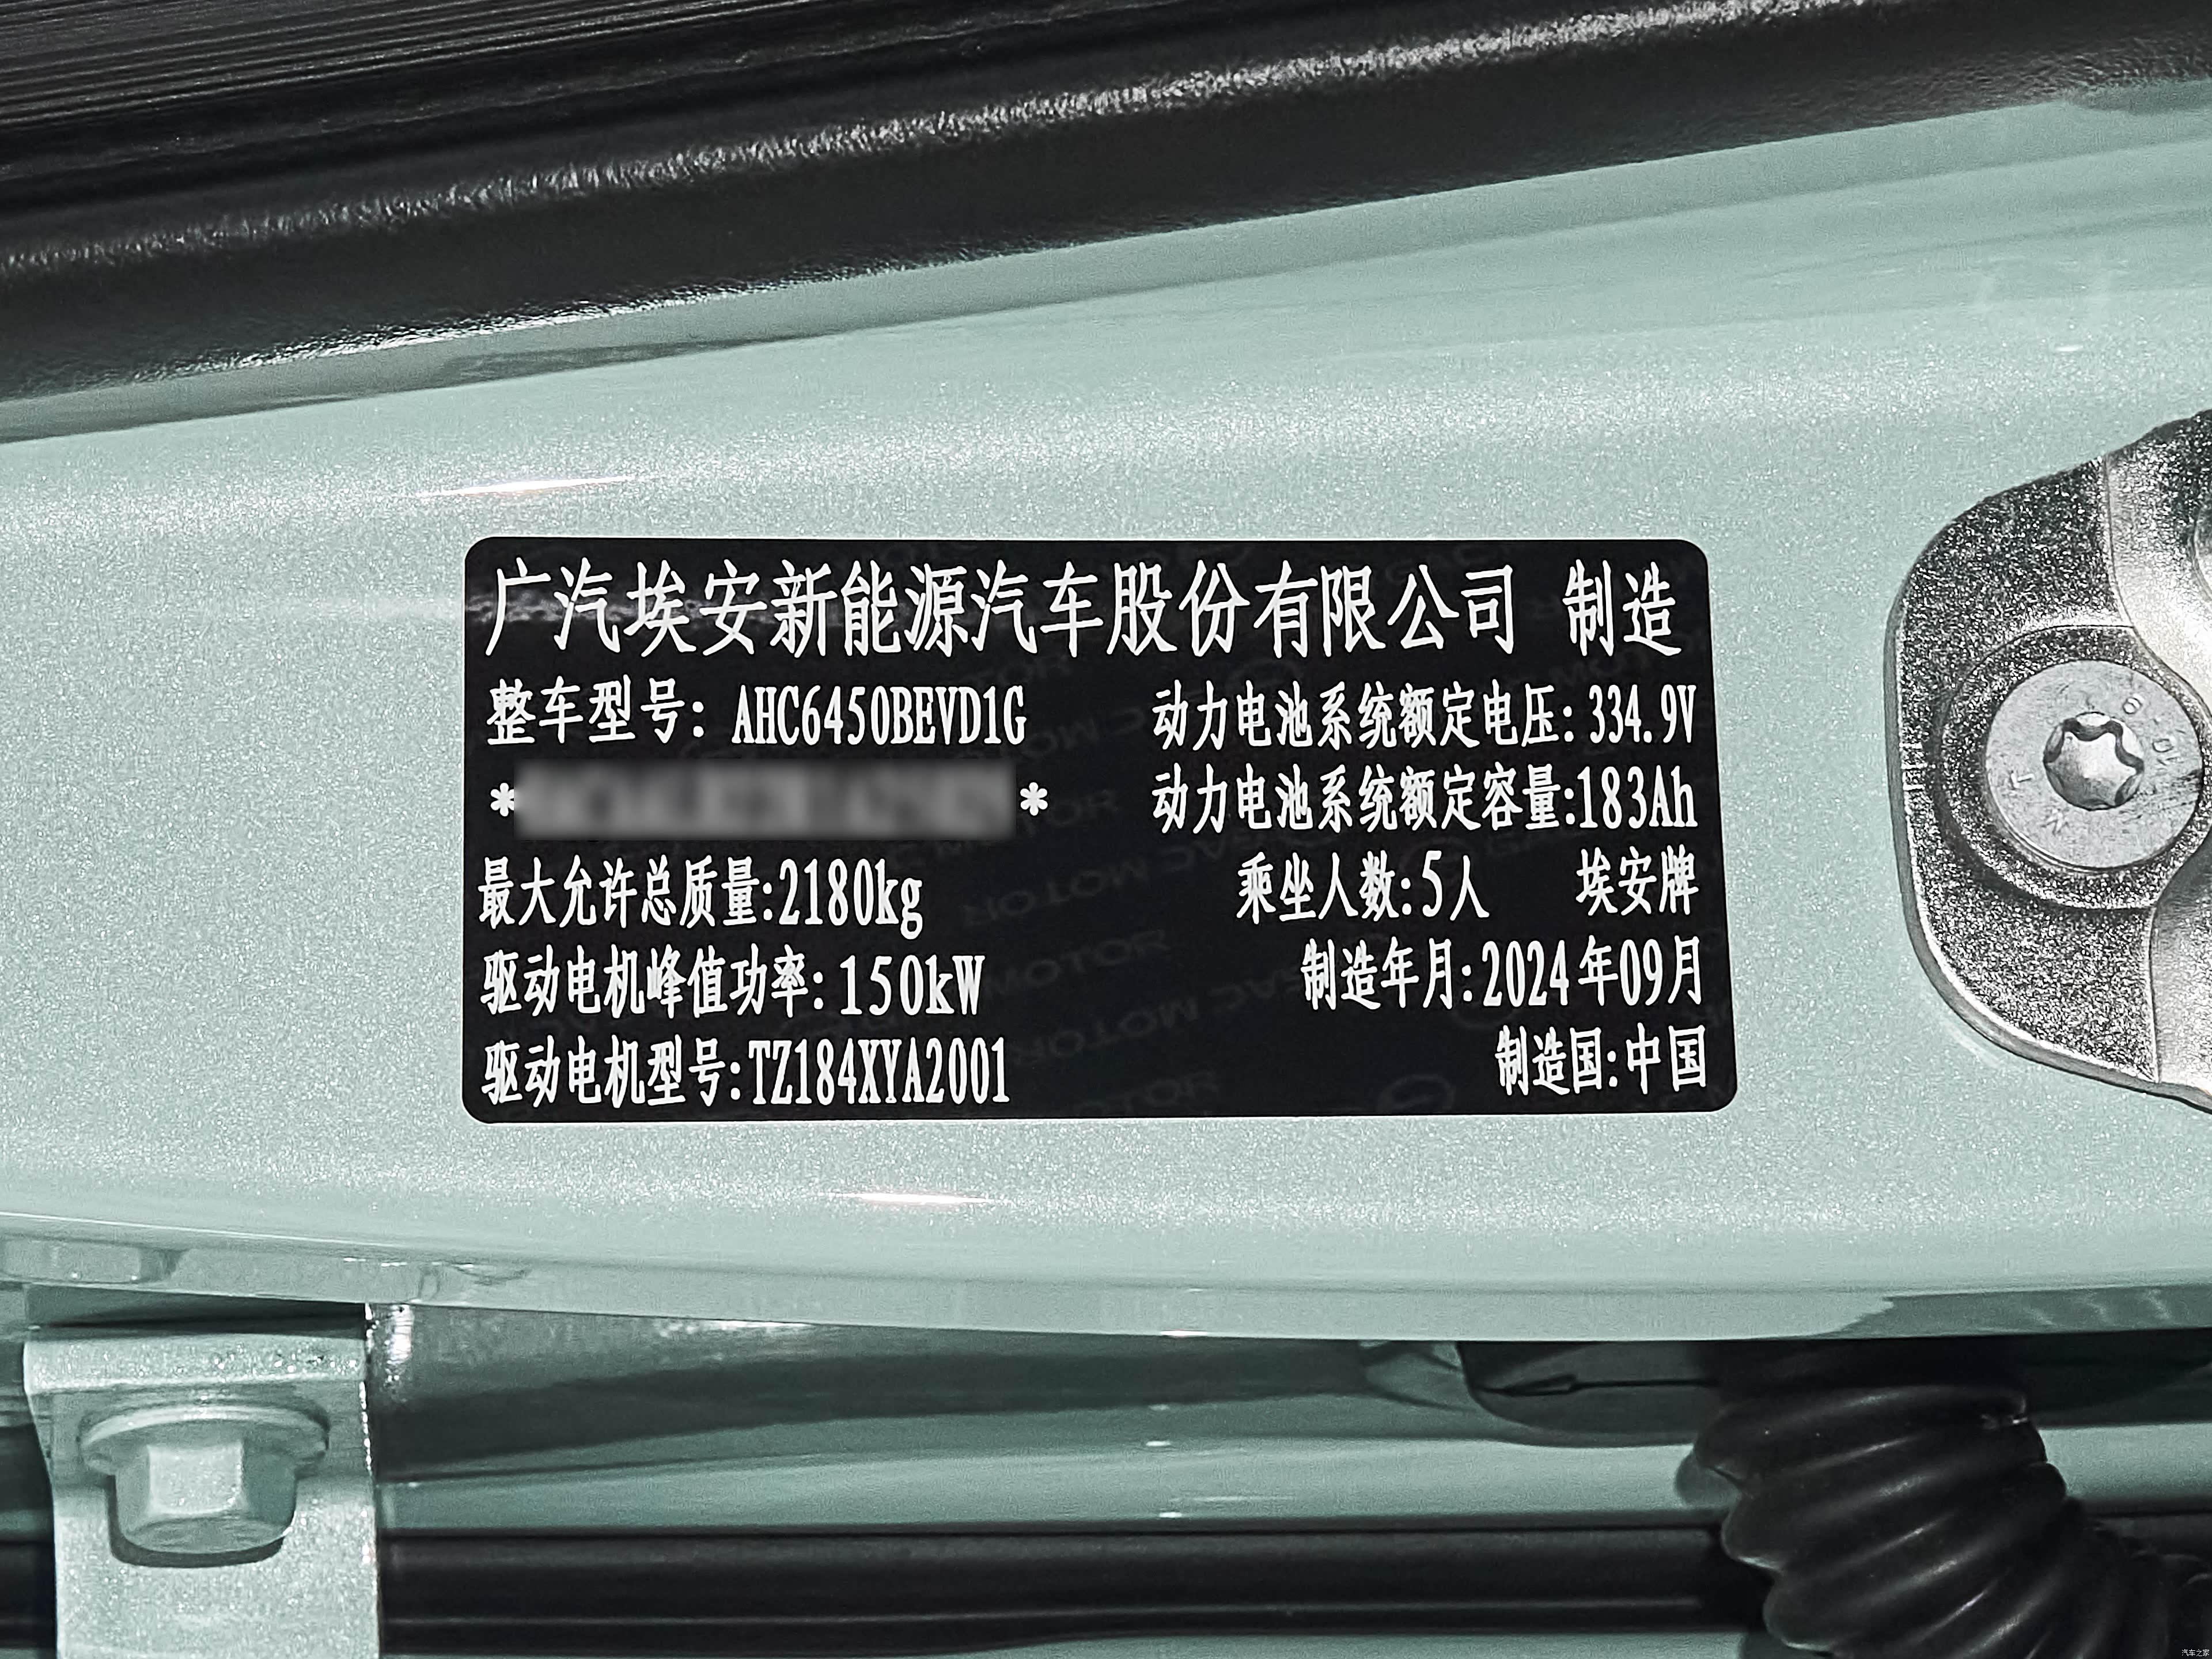 广汽埃安新能源汽车股份有限公司 制造
整车型号: AHC6450BEVD1G 动力电池系统额定电压: 334.9V
* * 动力电池系统额定容量:183Ah
最大允许总质量:2180kg 乘坐人数:5人 埃安牌
驱动电机峰值功率: 150kW 制造年月:2024年09月
驱动电机型号:TZ184XYA2001 制造国:中国
汽车之家